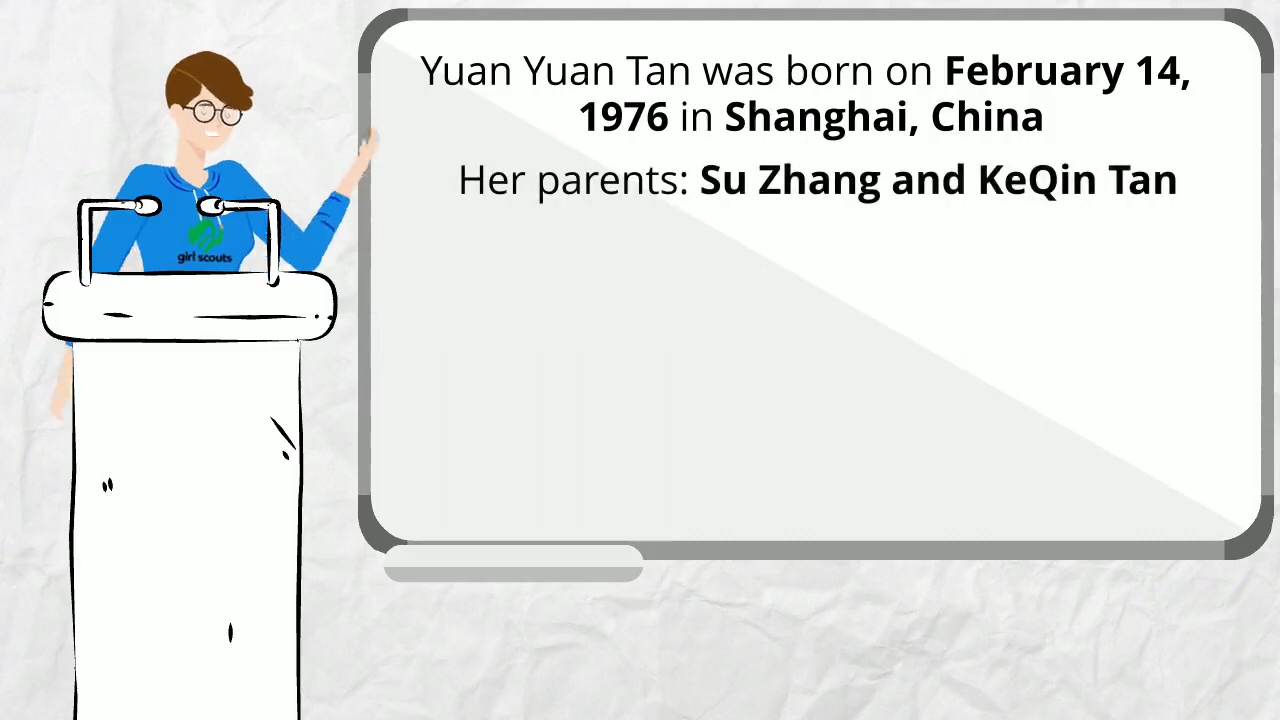 Yuan Yuan Tan was born on February 14,
1976 in Shanghai, China
Her parents: Su Zhang and KeQin Tan
girl scouts